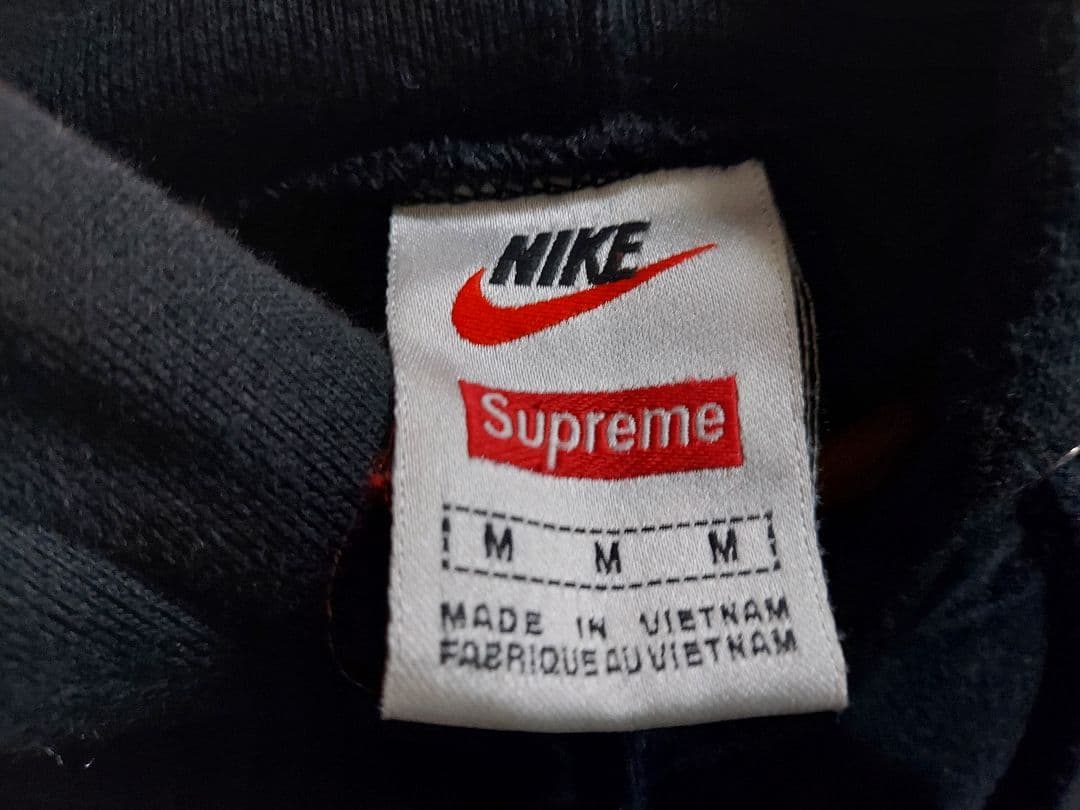 NIKE
Supreme
M M M
MADE IN VIETNAM
FABRIQUE AU VIETNAM